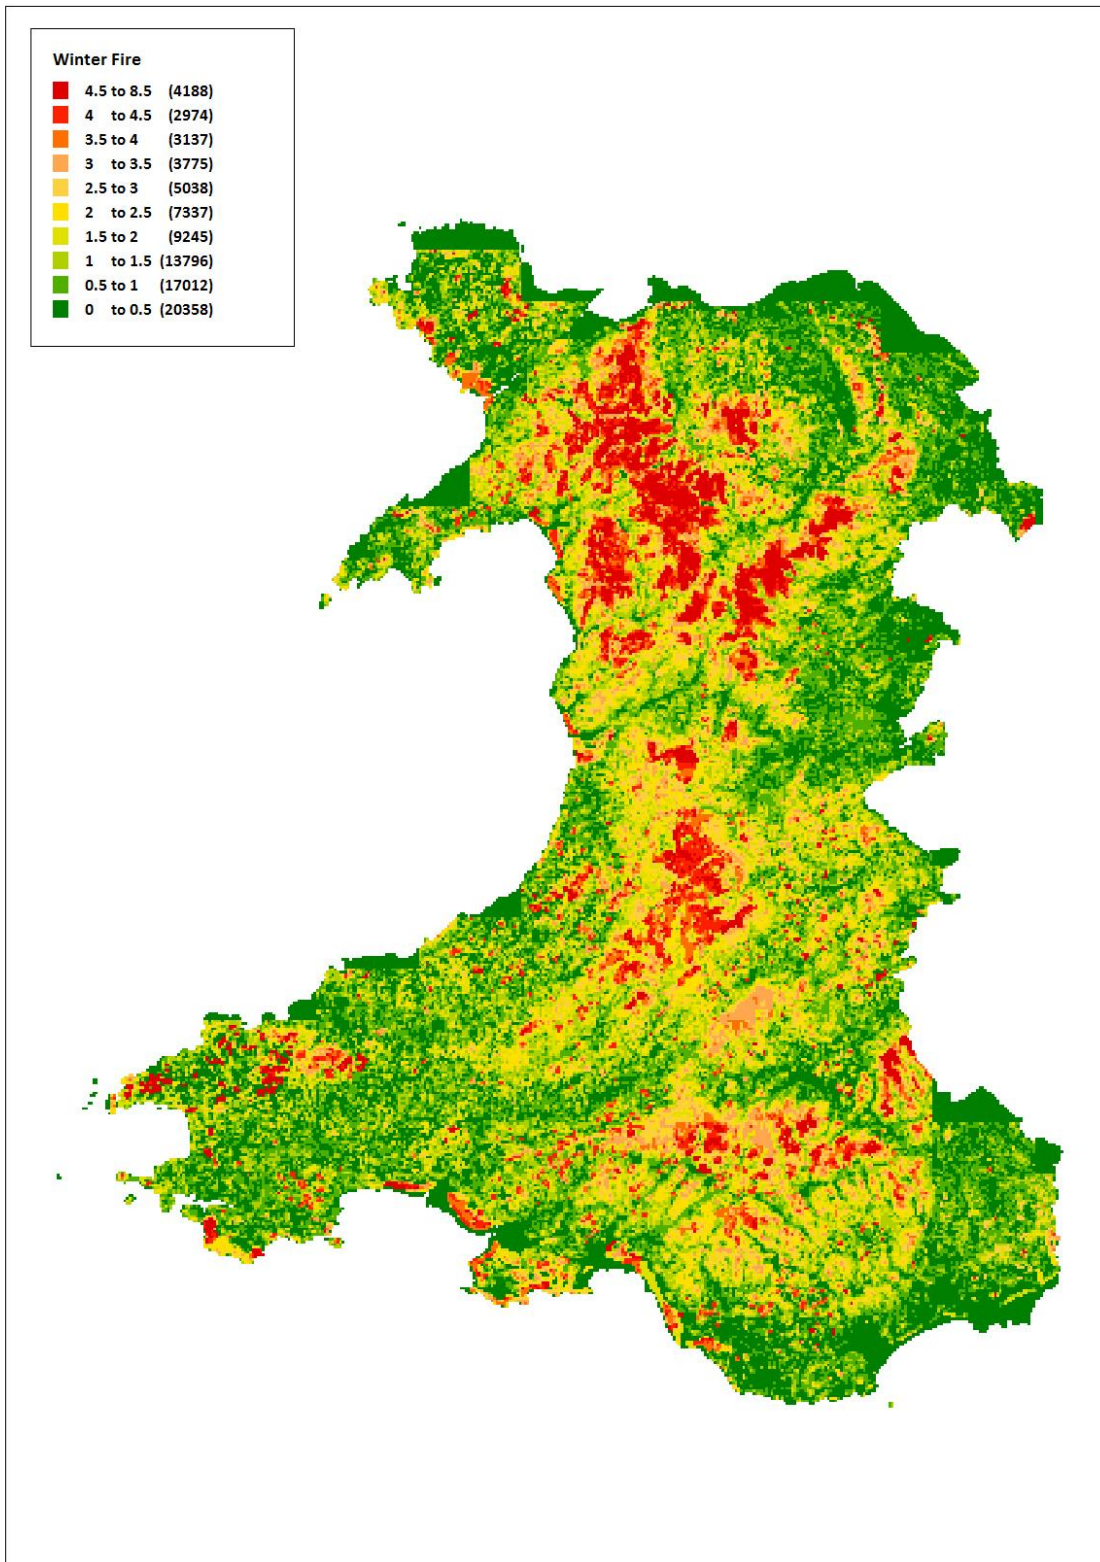 Winter Fire
4.5 to 8.5 (4188)
4 to 4.5 (2974)
3.5 to 4 (3137)
3 to 3.5 (3775)
2.5 to 3 (5038)
2 to 2.5 (7337)
1.5 to 2 (9245)
1 to 1.5 (13796)
0.5 to 1 (17012)
0 to 0.5 (20358)